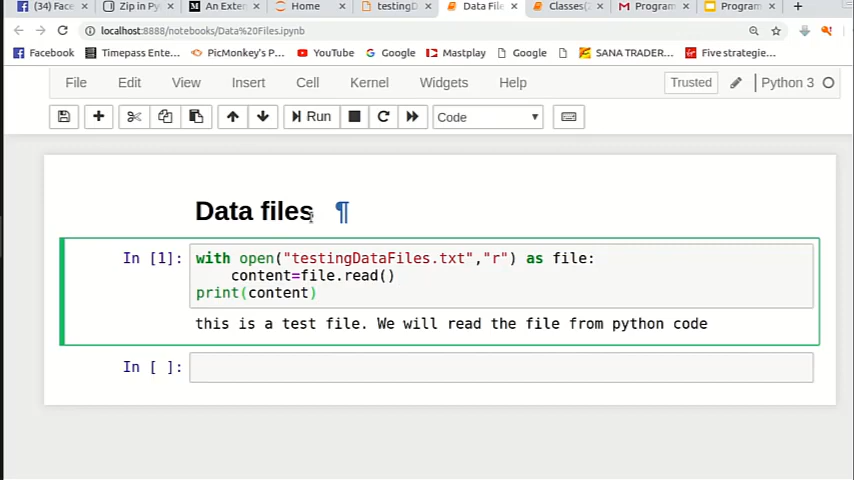 (34) Face Zip in Py An Exten Home testingD Data File Classes( Program Program
localhost:8888/notebooks/Data%20Files.ipynb
Facebook Timepass Ente... PicMonkey's P... YouTube Google Mastplay Google SANA TRADER... Five strategie...
File Edit View Insert Cell Kernel Widgets Help Trusted Python 3
Run Code
Data files ¶
In [1]: with open("testingDataFiles.txt","r") as file:
content=file.read()
print(content)
this is a test file. We will read the file from python code
In [ ]: